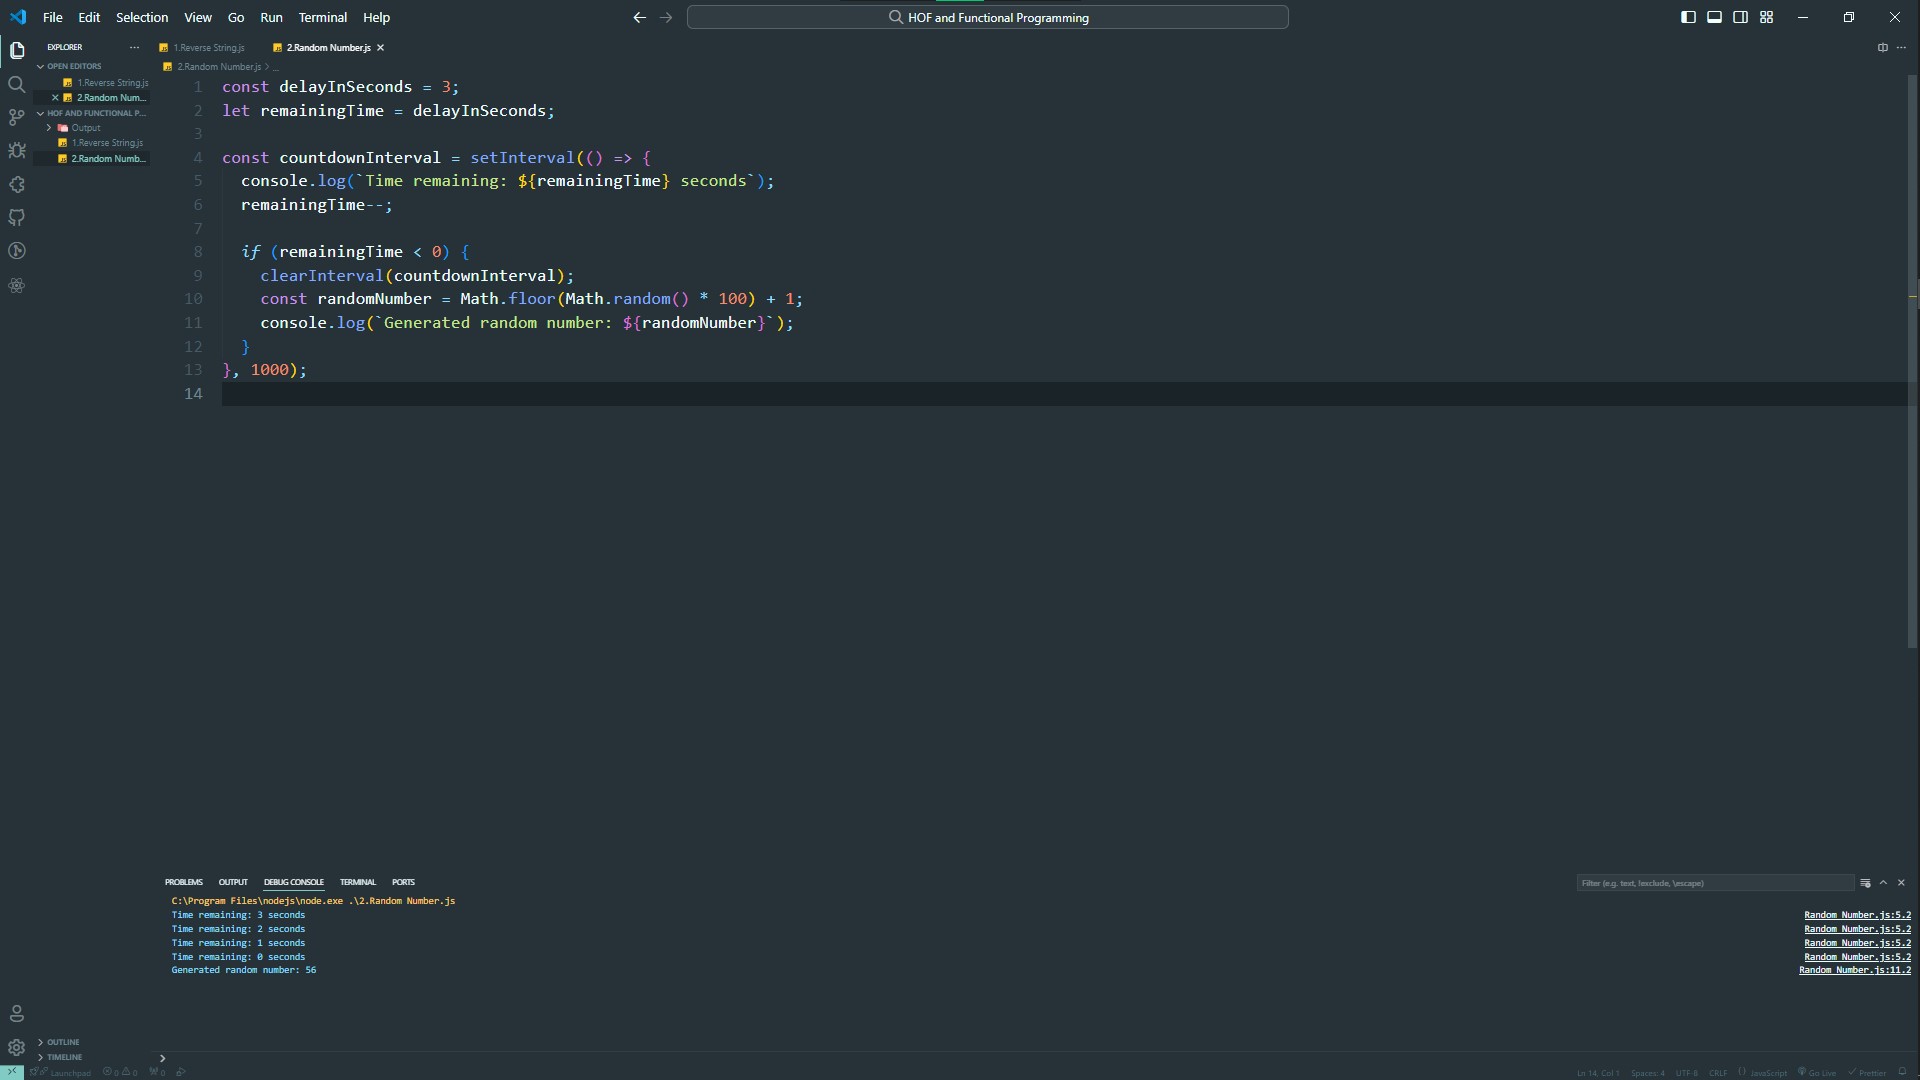 File Edit Selection View Go Run Terminal Help
HOF and Functional Programming
EXPLORER ...
1.Reverse String.js
2.Random Number.js
OPEN EDITORS
1.Reverse String.js
2.Random Num...
HOF AND FUNCTIONAL P...
Output
1.Reverse String.js
2.Random Numb...
2.Random Number.js > ...
1 const delayInSeconds = 3;
2 let remainingTime = delayInSeconds;
3
4 const countdownInterval = setInterval(() => {
5 console.log(`Time remaining: ${remainingTime} seconds`);
6 remainingTime--;
7
8 if (remainingTime < 0) {
9 clearInterval(countdownInterval);
10 const randomNumber = Math.floor(Math.random() * 100) + 1;
11 console.log(`Generated random number: ${randomNumber}`);
12 }
13 }, 1000);
14
PROBLEMS OUTPUT DEBUG CONSOLE TERMINAL PORTS
Filter (e.g. text, !exclude, \escape)
C:\Program Files\nodejs\node.exe .\2.Random Number.js
Time remaining: 3 seconds Random Number.js:5.2
Time remaining: 2 seconds Random Number.js:5.2
Time remaining: 1 seconds Random Number.js:5.2
Time remaining: 0 seconds Random Number.js:5.2
Generated random number: 56 Random Number.js:11.2
OUTLINE
TIMELINE
Launchpad 0 0 0
Ln 14, Col 1 Spaces: 4 UTF-8 CRLF {} JavaScript Go Live Prettier